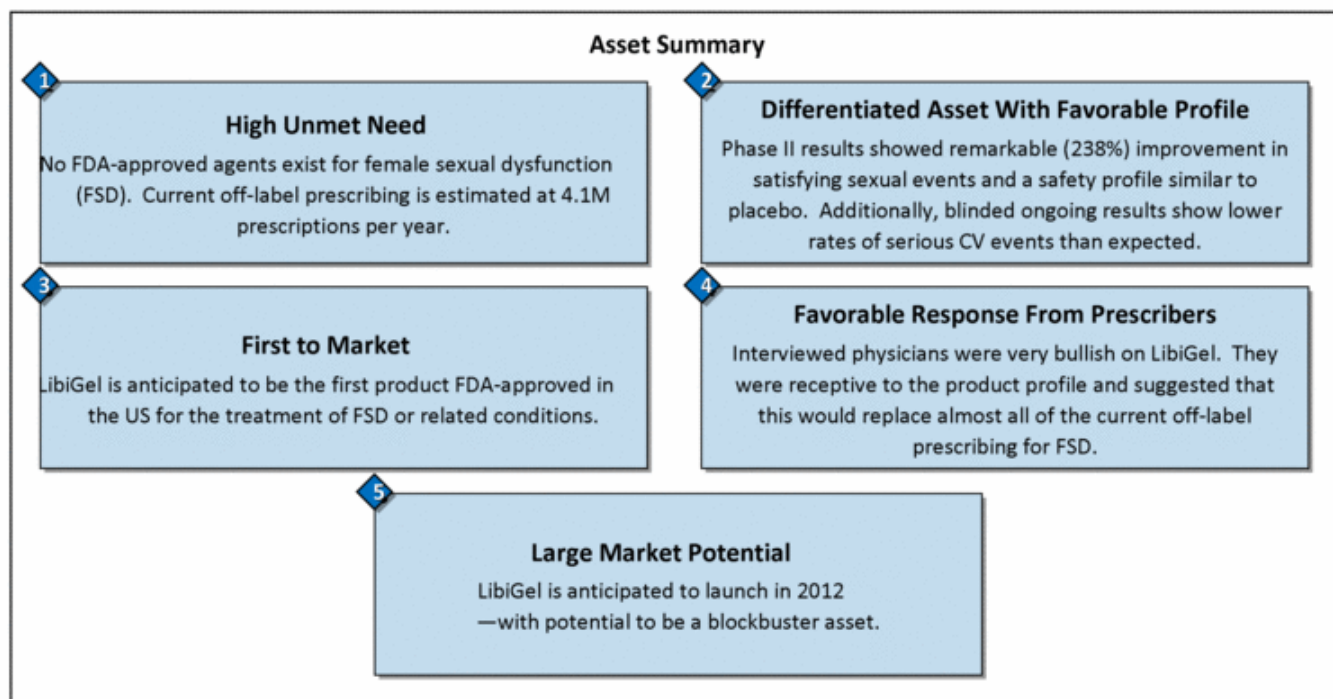 Asset Summary
1
High Unmet Need
No FDA-approved agents exist for female sexual dysfunction
(FSD). Current off-label prescribing is estimated at 4.1M
prescriptions per year.
2
Differentiated Asset With Favorable Profile
Phase II results showed remarkable (238%) improvement in
satisfying sexual events and a safety profile similar to
placebo. Additionally, blinded ongoing results show lower
rates of serious CV events than expected.
3
First to Market
LibiGel is anticipated to be the first product FDA-approved in
the US for the treatment of FSD or related conditions.
4
Favorable Response From Prescribers
Interviewed physicians were very bullish on LibiGel. They
were receptive to the product profile and suggested that
this would replace almost all of the current off-label
prescribing for FSD.
5
Large Market Potential
LibiGel is anticipated to launch in 2012
—with potential to be a blockbuster asset.